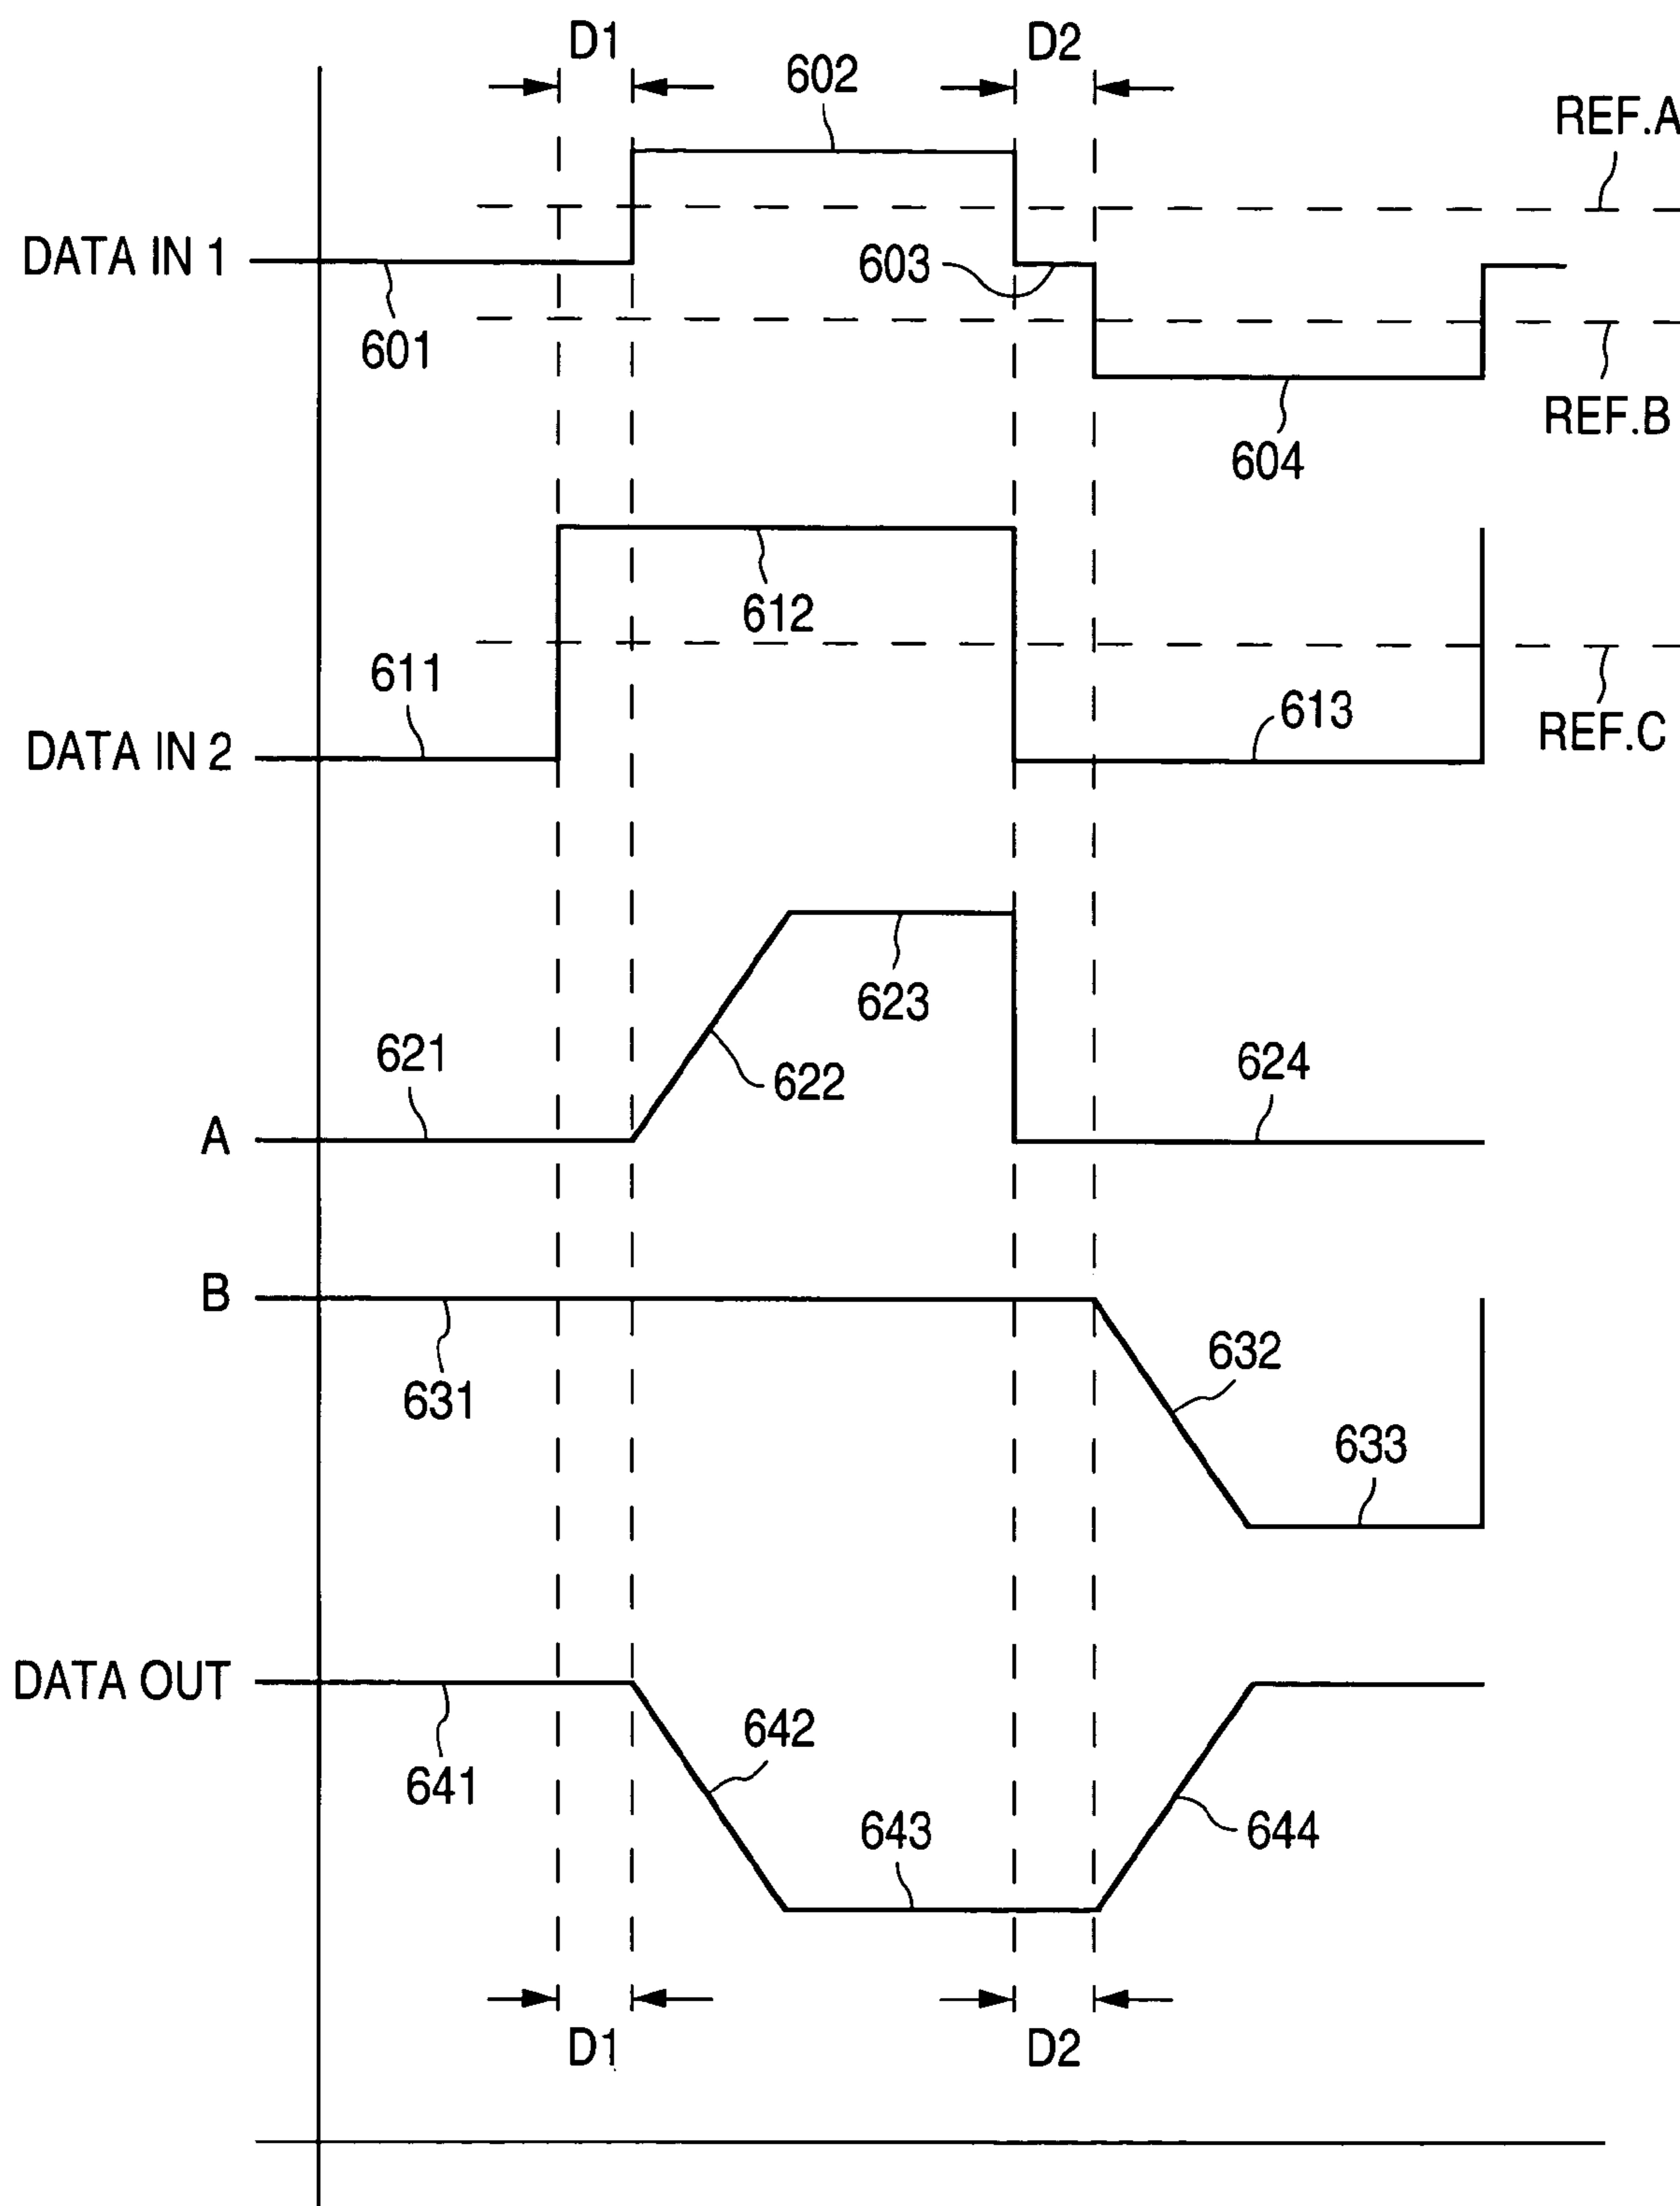 D1
D2
602
REF.A
DATA IN 1
603
601
REF.B
604
612
611
613
DATA IN 2
REF.C
623
621
622
624
A
B
632
631
633
DATA OUT
642
641
643
644
D1
D2